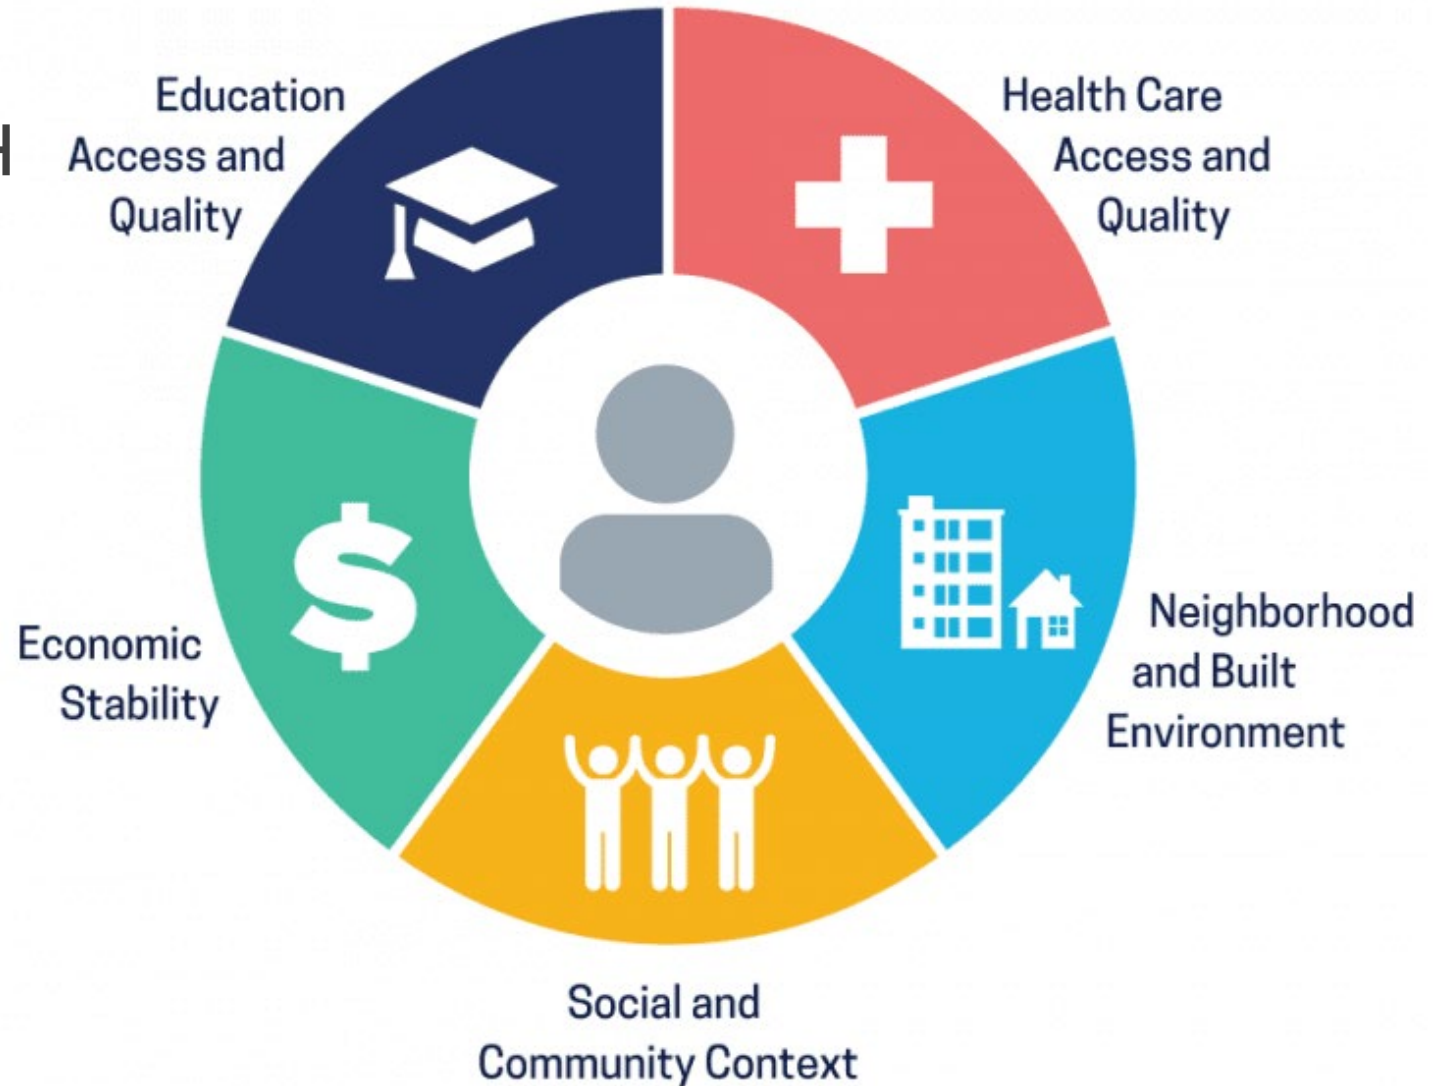 Education
Access and
Quality
H
Health Care
Access and
Quality
Economic
Stability
Neighborhood
and Built
Environment
Social and
Community Context